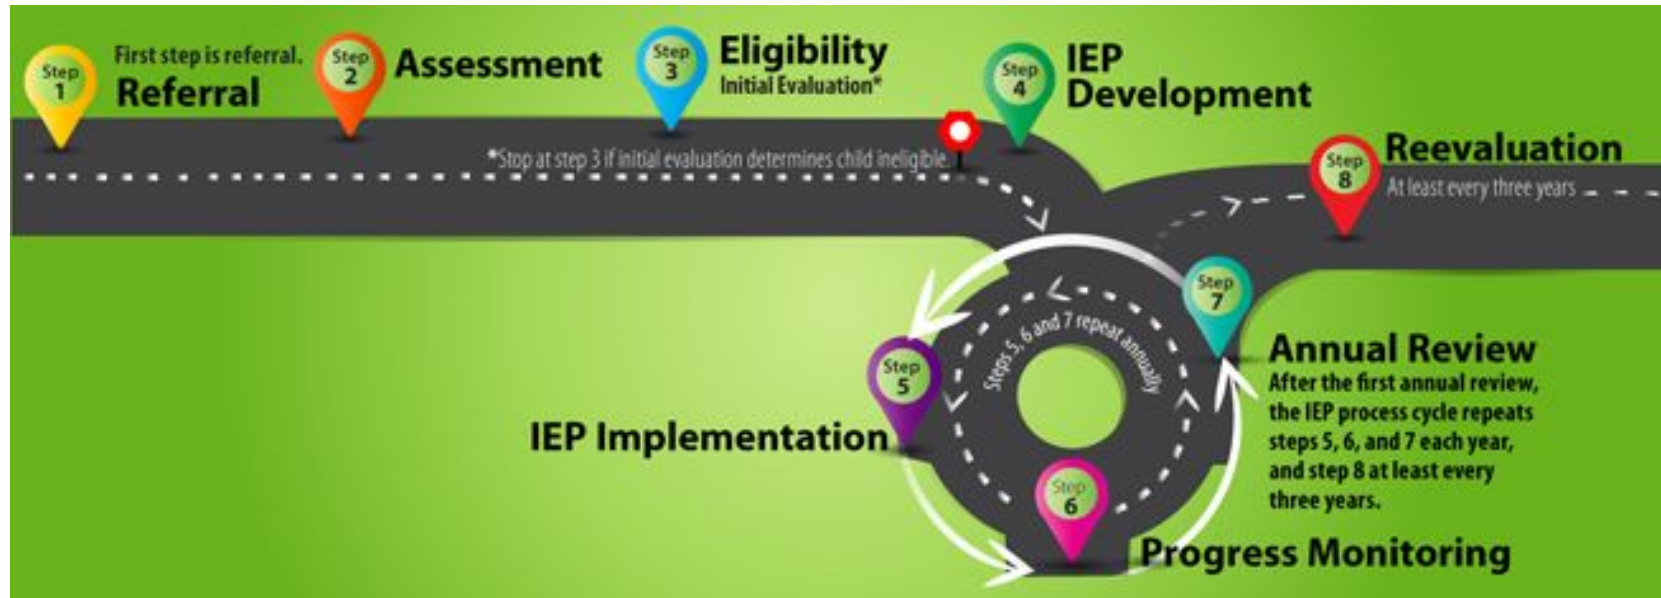 Step
1
First step is referral.
Referral
Step
2
Assessment
Step
3
Eligibility
Initial Evaluation*
*Stop at step 3 if initial evaluation determines child ineligible.
Step
4
IEP
Development
Step
5
IEP Implementation
Step
6
Progress Monitoring
Step
7
Annual Review
After the first annual review,
the IEP process cycle repeats
steps 5, 6, and 7 each year,
and step 8 at least every
three years.
Steps 5, 6 and 7 repeat annually
Step
8
Reevaluation
At least every three years